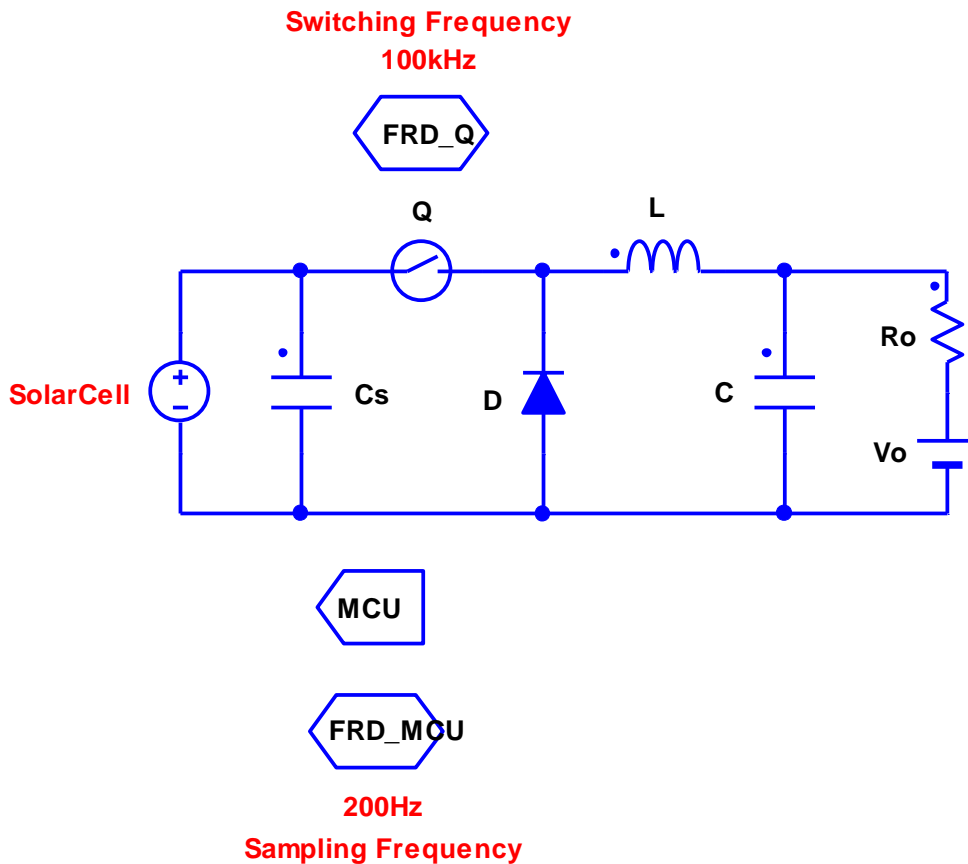 Switching Frequency
100kHz
FRD_Q
Q
L
SolarCell
+
Cs
D
C
Ro
Vo
MCU
FRD_MCU
200Hz
Sampling Frequency